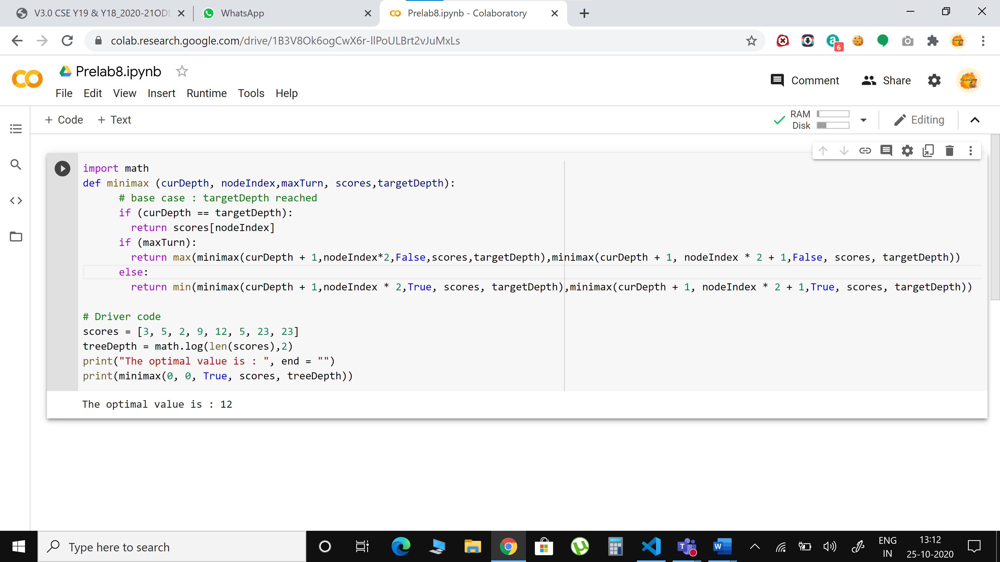 V3.0 CSE Y19 & Y18_2020-21OD
WhatsApp
Prelab8.ipynb - Colaboratory
colab.research.google.com/drive/1B3V8Ok6ogCwX6r-llPoULBrt2vJuMxLs
6
Prelab8.ipynb
Comment
Share
File Edit View Insert Runtime Tools Help
+ Code + Text
RAM
Disk
Editing
import math
def minimax (curDepth, nodeIndex,maxTurn, scores,targetDepth):
# base case : targetDepth reached
if (curDepth == targetDepth):
return scores[nodeIndex]
if (maxTurn):
return max(minimax(curDepth + 1,nodeIndex*2,False,scores,targetDepth),minimax(curDepth + 1, nodeIndex * 2 + 1,False, scores, targetDepth))
else:
return min(minimax(curDepth + 1,nodeIndex * 2,True, scores, targetDepth),minimax(curDepth + 1, nodeIndex * 2 + 1,True, scores, targetDepth))
# Driver code
scores = [3, 5, 2, 9, 12, 5, 23, 23]
treeDepth = math.log(len(scores),2)
print("The optimal value is : ", end = "")
print(minimax(0, 0, True, scores, treeDepth))
The optimal value is : 12
Type here to search
ENG
IN
13:12
25-10-2020